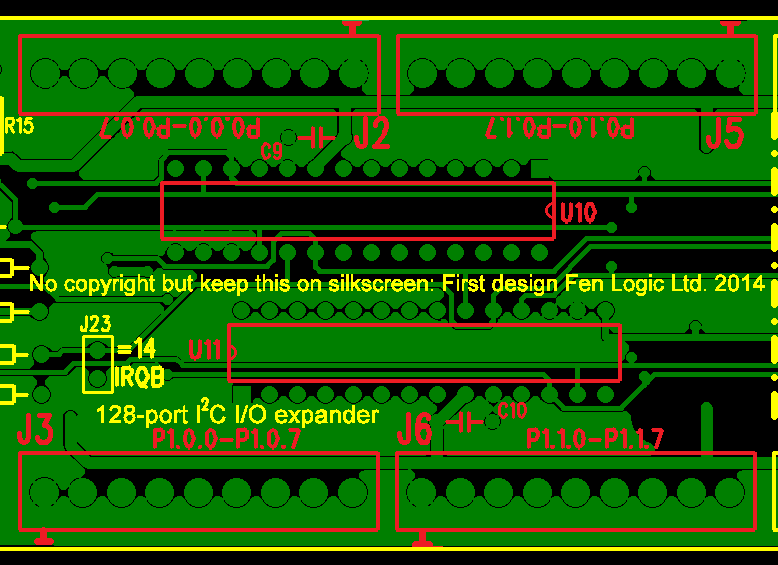 R15
P0.0.0-P0.0.7
C9
J2
P0.1.0-P0.1.7
J5
U10
No copyright but keep this on silkscreen: First design Fen Logic Ltd. 2014
J23
=14
IRQB
U11
128-port I²C I/O expander
J3
P1.0.0-P1.0.7
J6
C10
P1.1.0-P1.1.7